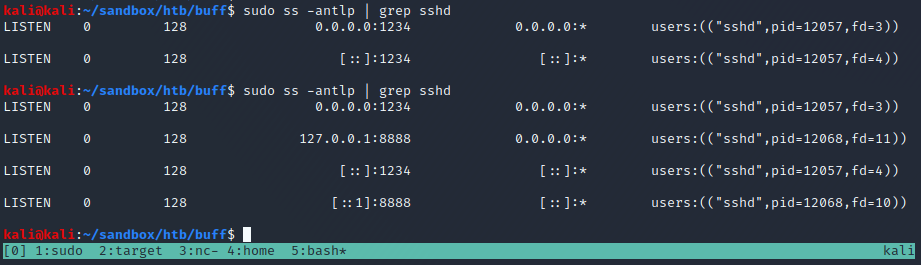 kali@kali:~/sandbox/htb/buff$ sudo ss -antlp | grep sshd
LISTEN 0 128 0.0.0.0:1234 0.0.0.0:* users:(("sshd",pid=12057,fd=3))
LISTEN 0 128 [::]:1234 [::]:* users:(("sshd",pid=12057,fd=4))
kali@kali:~/sandbox/htb/buff$ sudo ss -antlp | grep sshd
LISTEN 0 128 0.0.0.0:1234 0.0.0.0:* users:(("sshd",pid=12057,fd=3))
LISTEN 0 128 127.0.0.1:8888 0.0.0.0:* users:(("sshd",pid=12068,fd=11))
LISTEN 0 128 [::]:1234 [::]:* users:(("sshd",pid=12057,fd=4))
LISTEN 0 128 [::1]:8888 [::]:* users:(("sshd",pid=12068,fd=10))
kali@kali:~/sandbox/htb/buff$
[0] 1:sudo 2:target 3:nc- 4:home 5:bash* kali